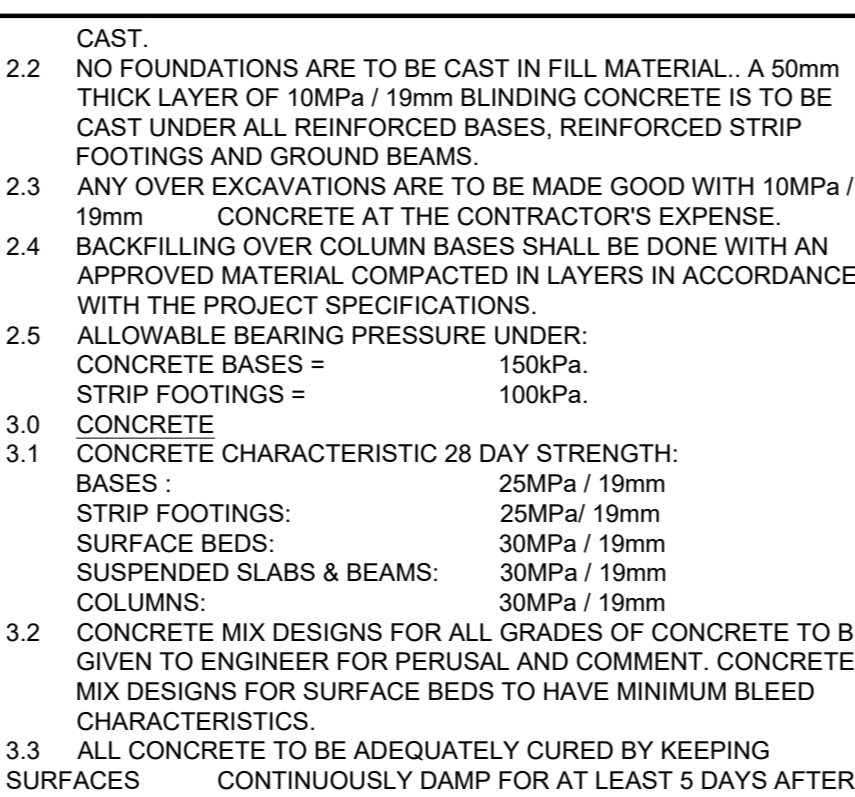 CAST.
2.2 NO FOUNDATIONS ARE TO BE CAST IN FILL MATERIAL.. A 50mm
THICK LAYER OF 10MPa / 19mm BLINDING CONCRETE IS TO BE
CAST UNDER ALL REINFORCED BASES, REINFORCED STRIP
FOOTINGS AND GROUND BEAMS.
2.3 ANY OVER EXCAVATIONS ARE TO BE MADE GOOD WITH 10MPa /
19mm CONCRETE AT THE CONTRACTOR'S EXPENSE.
2.4 BACKFILLING OVER COLUMN BASES SHALL BE DONE WITH AN
APPROVED MATERIAL COMPACTED IN LAYERS IN ACCORDANCE
WITH THE PROJECT SPECIFICATIONS.
2.5 ALLOWABLE BEARING PRESSURE UNDER:
CONCRETE BASES = 150kPa.
STRIP FOOTINGS = 100kPa.
3.0 CONCRETE
3.1 CONCRETE CHARACTERISTIC 28 DAY STRENGTH:
BASES : 25MPa / 19mm
STRIP FOOTINGS: 25MPa/ 19mm
SURFACE BEDS: 30MPa / 19mm
SUSPENDED SLABS & BEAMS: 30MPa / 19mm
COLUMNS: 30MPa / 19mm
3.2 CONCRETE MIX DESIGNS FOR ALL GRADES OF CONCRETE TO B
GIVEN TO ENGINEER FOR PERUSAL AND COMMENT. CONCRETE
MIX DESIGNS FOR SURFACE BEDS TO HAVE MINIMUM BLEED
CHARACTERISTICS.
3.3 ALL CONCRETE TO BE ADEQUATELY CURED BY KEEPING
SURFACES CONTINUOUSLY DAMP FOR AT LEAST 5 DAYS AFTER